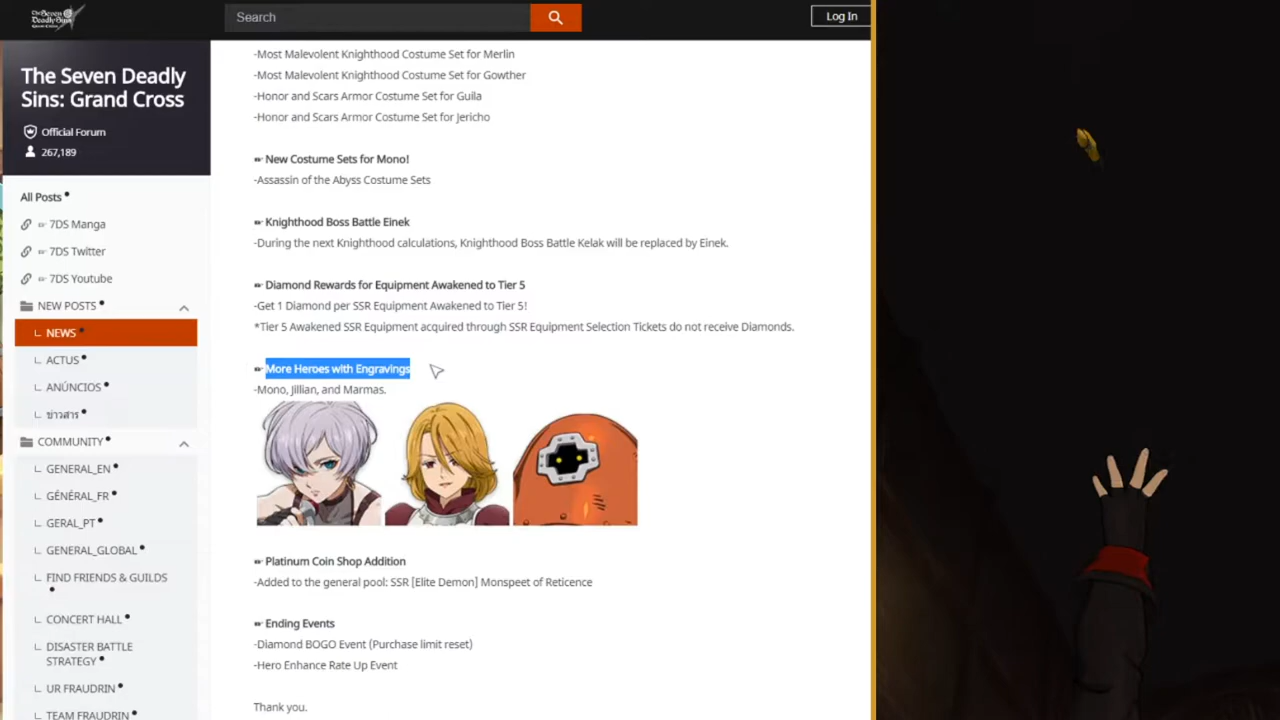 The Seven
Deadly Sins
Search
Log In
The Seven Deadly
Sins: Grand Cross
Official Forum
267,189
All Posts
7DS Manga
7DS Twitter
7DS Youtube
NEW POSTS
NEWS
ACTUS
ANÚNCIOS
ข่าวสาร
COMMUNITY
GENERAL_EN
GÉNÉRAL_FR
GERAL_PT
GENERAL_GLOBAL
FIND FRIENDS & GUILDS
CONCERT HALL
DISASTER BATTLE
STRATEGY
UR FRAUDRIN
TEAM FRAUDRIN
-Most Malevolent Knighthood Costume Set for Merlin
-Most Malevolent Knighthood Costume Set for Gowther
-Honor and Scars Armor Costume Set for Guila
-Honor and Scars Armor Costume Set for Jericho
☛ New Costume Sets for Mono!
-Assassin of the Abyss Costume Sets
☛ Knighthood Boss Battle Einek
-During the next Knighthood calculations, Knighthood Boss Battle Kelak will be replaced by Einek.
☛ Diamond Rewards for Equipment Awakened to Tier 5
-Get 1 Diamond per SSR Equipment Awakened to Tier 5!
*Tier 5 Awakened SSR Equipment acquired through SSR Equipment Selection Tickets do not receive Diamonds.
☛ More Heroes with Engravings
-Mono, Jillian, and Marmas.
☛ Platinum Coin Shop Addition
-Added to the general pool: SSR [Elite Demon] Monspeet of Reticence
☛ Ending Events
-Diamond BOGO Event (Purchase limit reset)
-Hero Enhance Rate Up Event
Thank you.